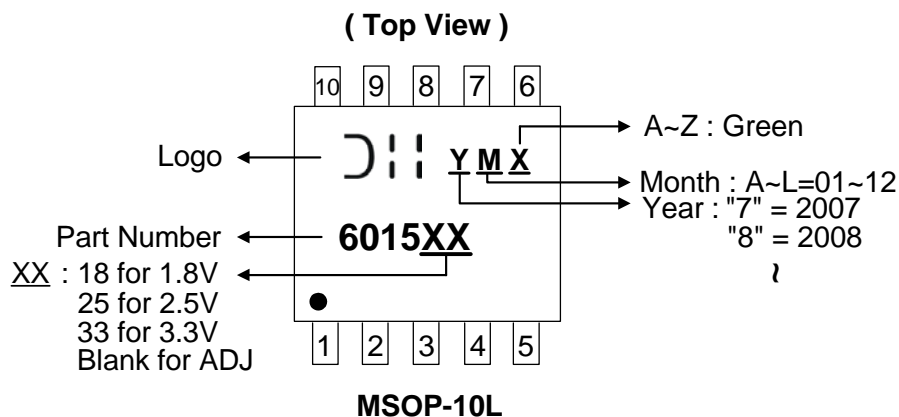 ( Top View )
10 9 8 7 6
A~Z : Green
Logo
Y M X
Month : A~L=01~12
Year : "7" = 2007
"8" = 2008
~
Part Number
6015XX
XX : 18 for 1.8V
25 for 2.5V
33 for 3.3V
Blank for ADJ
1 2 3 4 5
MSOP-10L